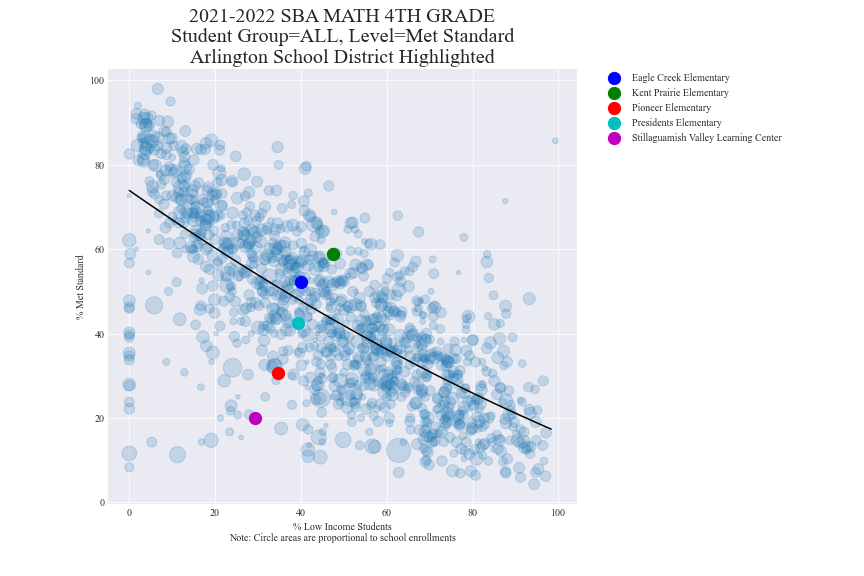 2021-2022 SBA MATH 4TH GRADE
Student Group=ALL, Level=Met Standard
Arlington School District Highlighted
Eagle Creek Elementary
Kent Prairie Elementary
Pioneer Elementary
Presidents Elementary
Stillaguamish Valley Learning Center
% Met Standard
100
80
60
40
20
0
0 20 40 60 80 100
% Low Income Students
Note: Circle areas are proportional to school enrollments